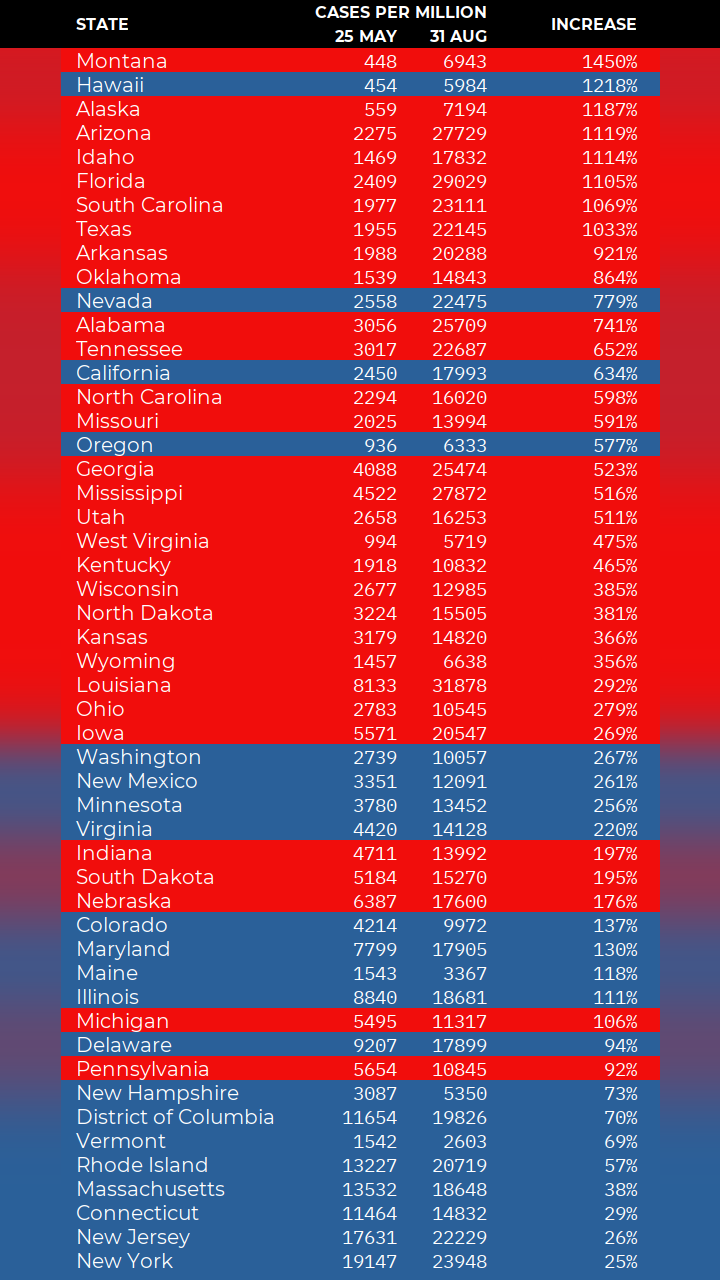 STATE CASES PER MILLION INCREASE
25 MAY 31 AUG
Montana 448 6943 1450%
Hawaii 454 5984 1218%
Alaska 559 7194 1187%
Arizona 2275 27729 1119%
Idaho 1469 17832 1114%
Florida 2409 29029 1105%
South Carolina 1977 23111 1069%
Texas 1955 22145 1033%
Arkansas 1988 20288 921%
Oklahoma 1539 14843 864%
Nevada 2558 22475 779%
Alabama 3056 25709 741%
Tennessee 3017 22687 652%
California 2450 17993 634%
North Carolina 2294 16020 598%
Missouri 2025 13994 591%
Oregon 936 6333 577%
Georgia 4088 25474 523%
Mississippi 4522 27872 516%
Utah 2658 16253 511%
West Virginia 994 5719 475%
Kentucky 1918 10832 465%
Wisconsin 2677 12985 385%
North Dakota 3224 15505 381%
Kansas 3179 14820 366%
Wyoming 1457 6638 356%
Louisiana 8133 31878 292%
Ohio 2783 10545 279%
Iowa 5571 20547 269%
Washington 2739 10057 267%
New Mexico 3351 12091 261%
Minnesota 3780 13452 256%
Virginia 4420 14128 220%
Indiana 4711 13992 197%
South Dakota 5184 15270 195%
Nebraska 6387 17600 176%
Colorado 4214 9972 137%
Maryland 7799 17905 130%
Maine 1543 3367 118%
Illinois 8840 18681 111%
Michigan 5495 11317 106%
Delaware 9207 17899 94%
Pennsylvania 5654 10845 92%
New Hampshire 3087 5350 73%
District of Columbia 11654 19826 70%
Vermont 1542 2603 69%
Rhode Island 13227 20719 57%
Massachusetts 13532 18648 38%
Connecticut 11464 14832 29%
New Jersey 17631 22229 26%
New York 19147 23948 25%